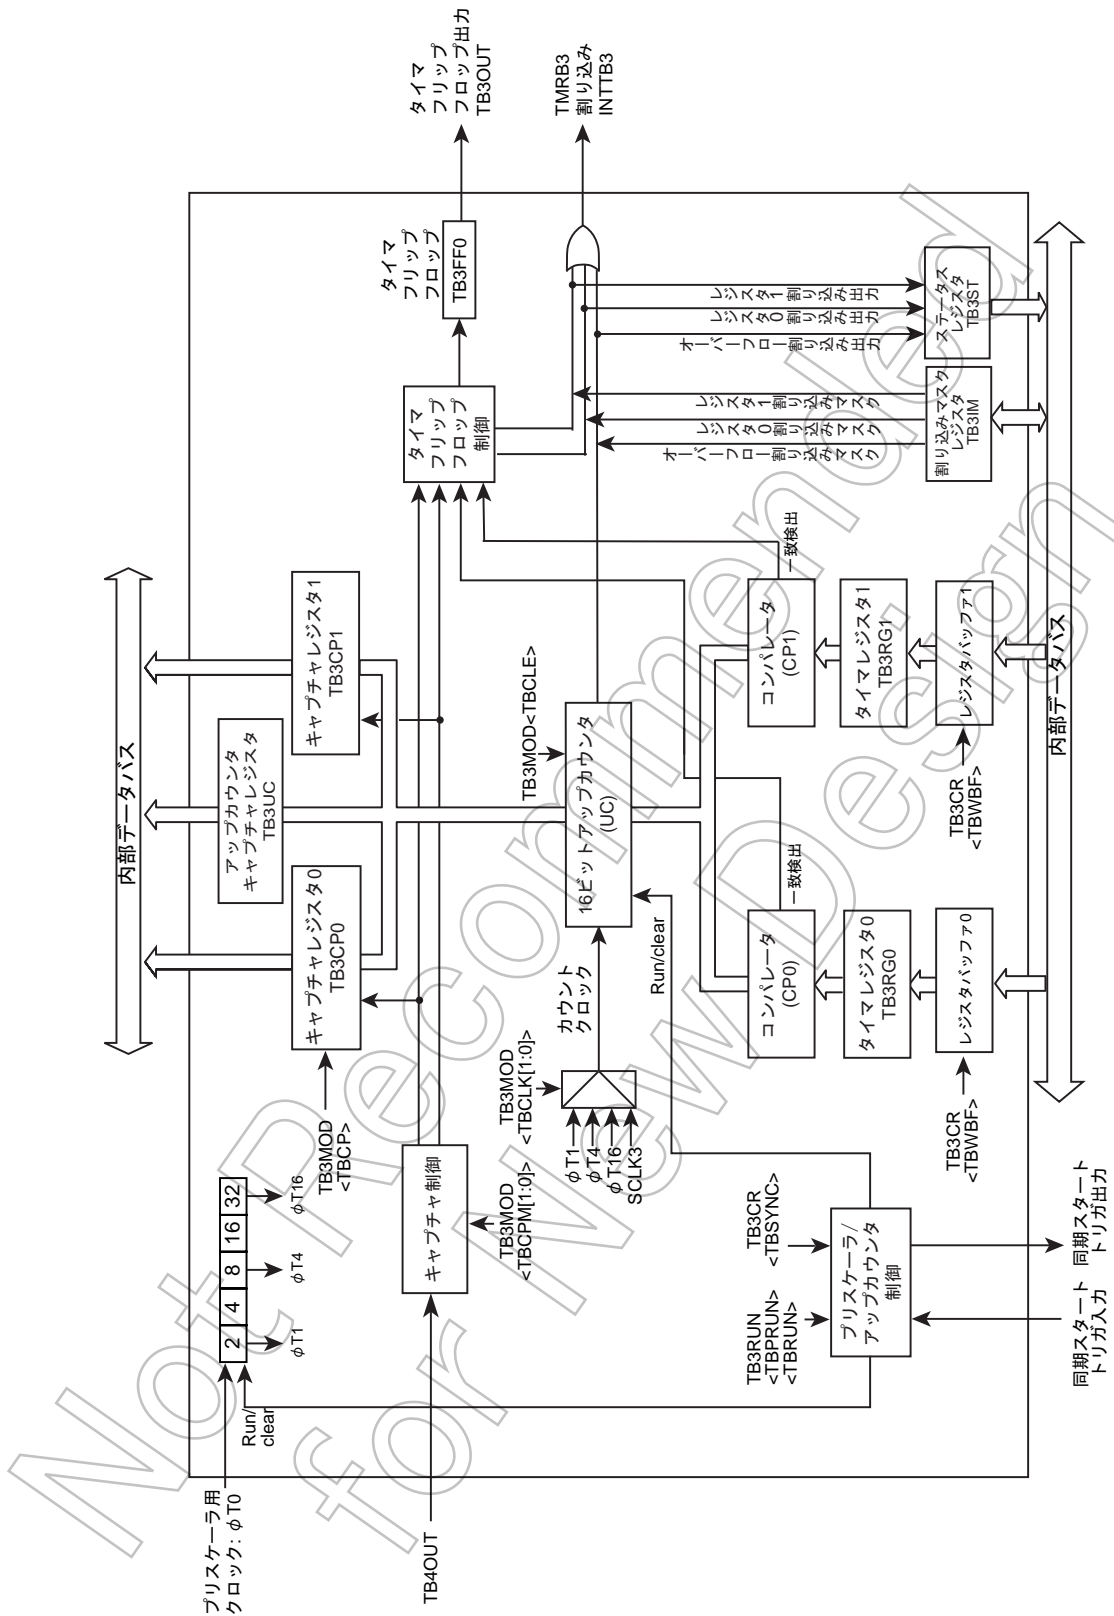 プリスケーラ用
クロック: φT0
Run/
clear
2
4
8
16
32
φT1
φT4
φT16
TB3MOD
<TBCP>
内部データバス
キャプチャレジスタ0
TB3CP0
アップカウンタ
キャプチャレジスタ
TB3UC
キャプチャレジスタ1
TB3CP1
タイマ
フリップ
フロップ出力
TB3OUT
TB4OUT
キャプチャ制御
TB3MOD
<TBCPM[1:0]>
TB3MOD
<TBCLK[1:0]>
φT1
φT4
φT16
SCLK3
カウント
クロック
TB3MOD<TBCLE>
16ビットアップカウンタ
(UC)
タイマ
フリップ
フロップ
制御
タイマ
フリップ
フロップ
TB3FF0
TMRB3
割り込み
INTTB3
Run/clear
TB3RUN
<TBPRUN>
<TBRUN>
TB3CR
<TBSYNC>
プリスケーラ/
アップカウンタ
制御
同期スタート
トリガ入力
同期スタート
トリガ出力
コンパレータ
(CP0)
一致検出
コンパレータ
(CP1)
一致検出
タイマレジスタ0
TB3RG0
タイマレジスタ1
TB3RG1
レジスタバッファ0
レジスタバッファ1
TB3CR
<TBWBF>
TB3CR
<TBWBF>
レジスタ1割り込みマスク
レジスタ0割り込みマスク
オーバーフロー割り込みマスク
レジスタ1割り込み出力
レジスタ0割り込み出力
オーバーフロー割り込み出力
割り込みマスク
レジスタ
TB3IM
ステータス
レジスタ
TB3ST
内部データバス
Not Recommended
for New Design